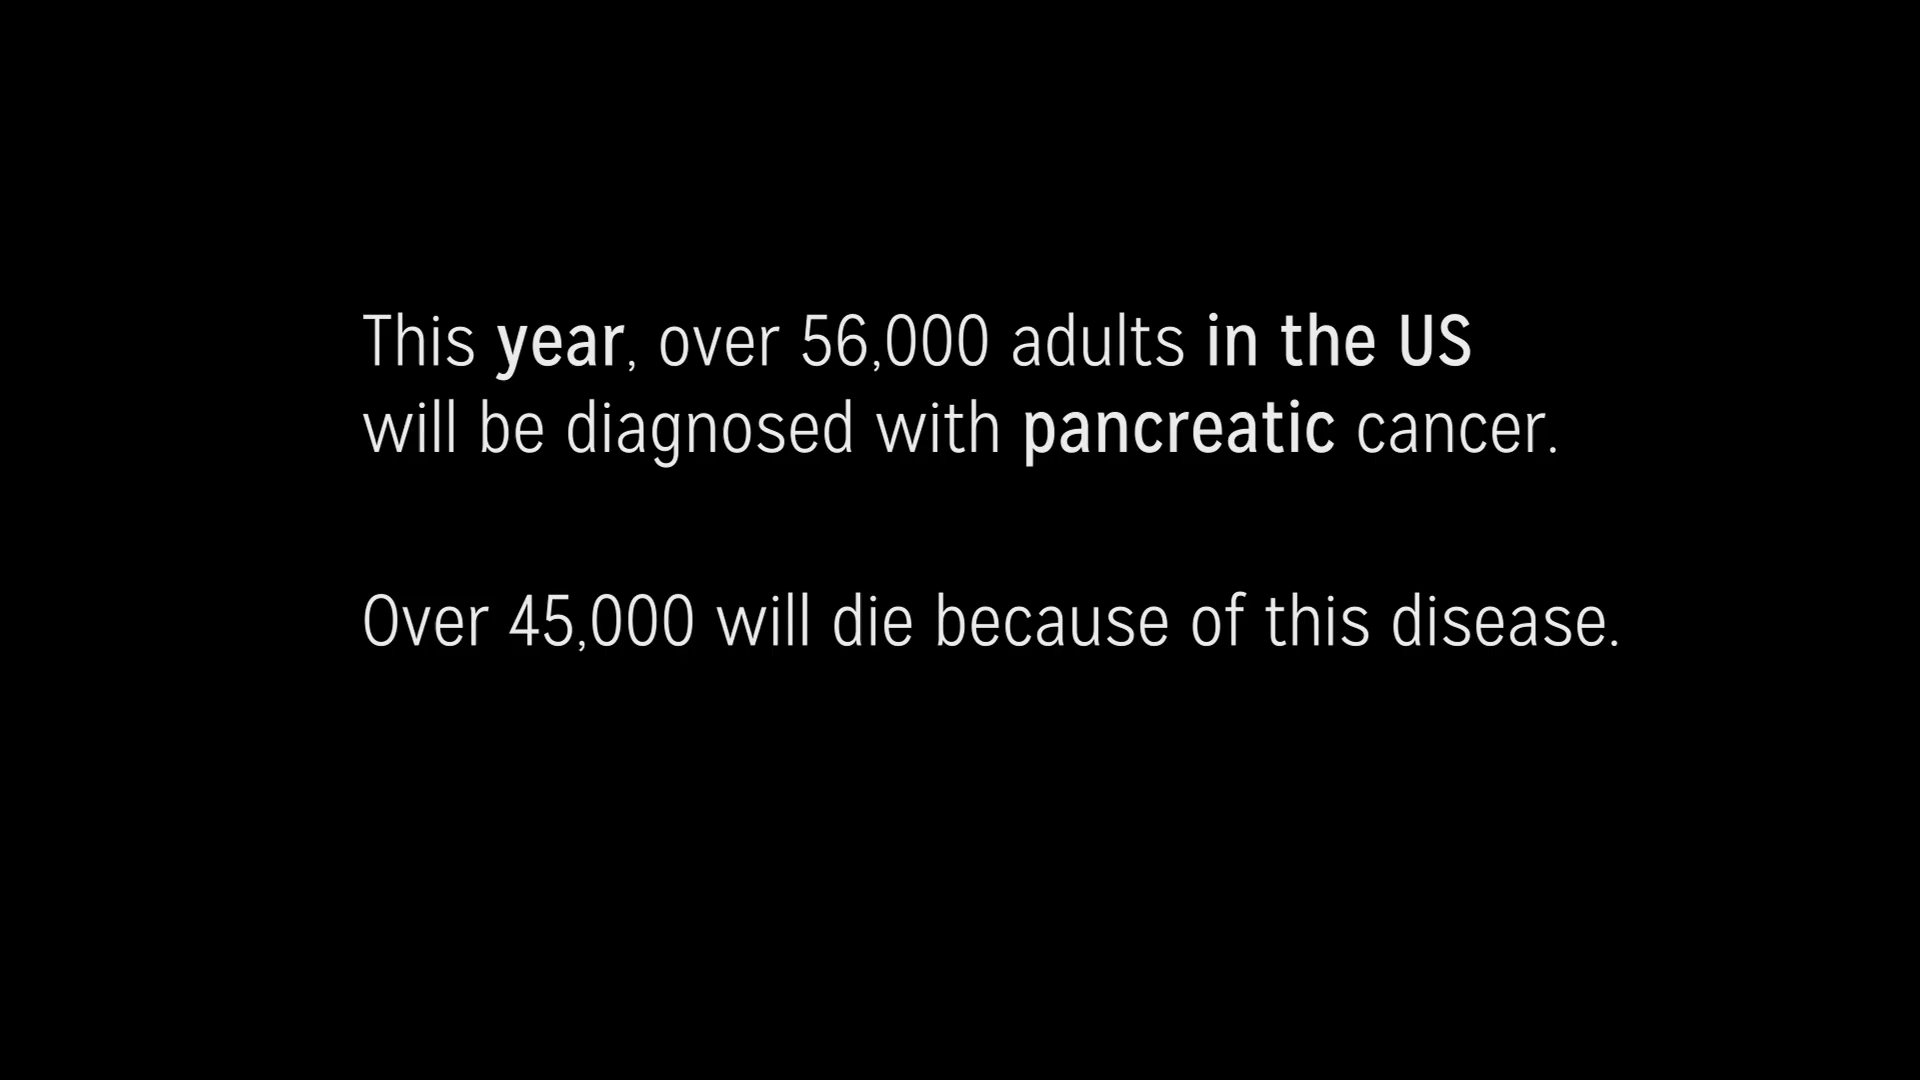 This year, over 56,000 adults in the US
will be diagnosed with pancreatic cancer.
Over 45,000 will die because of this disease.